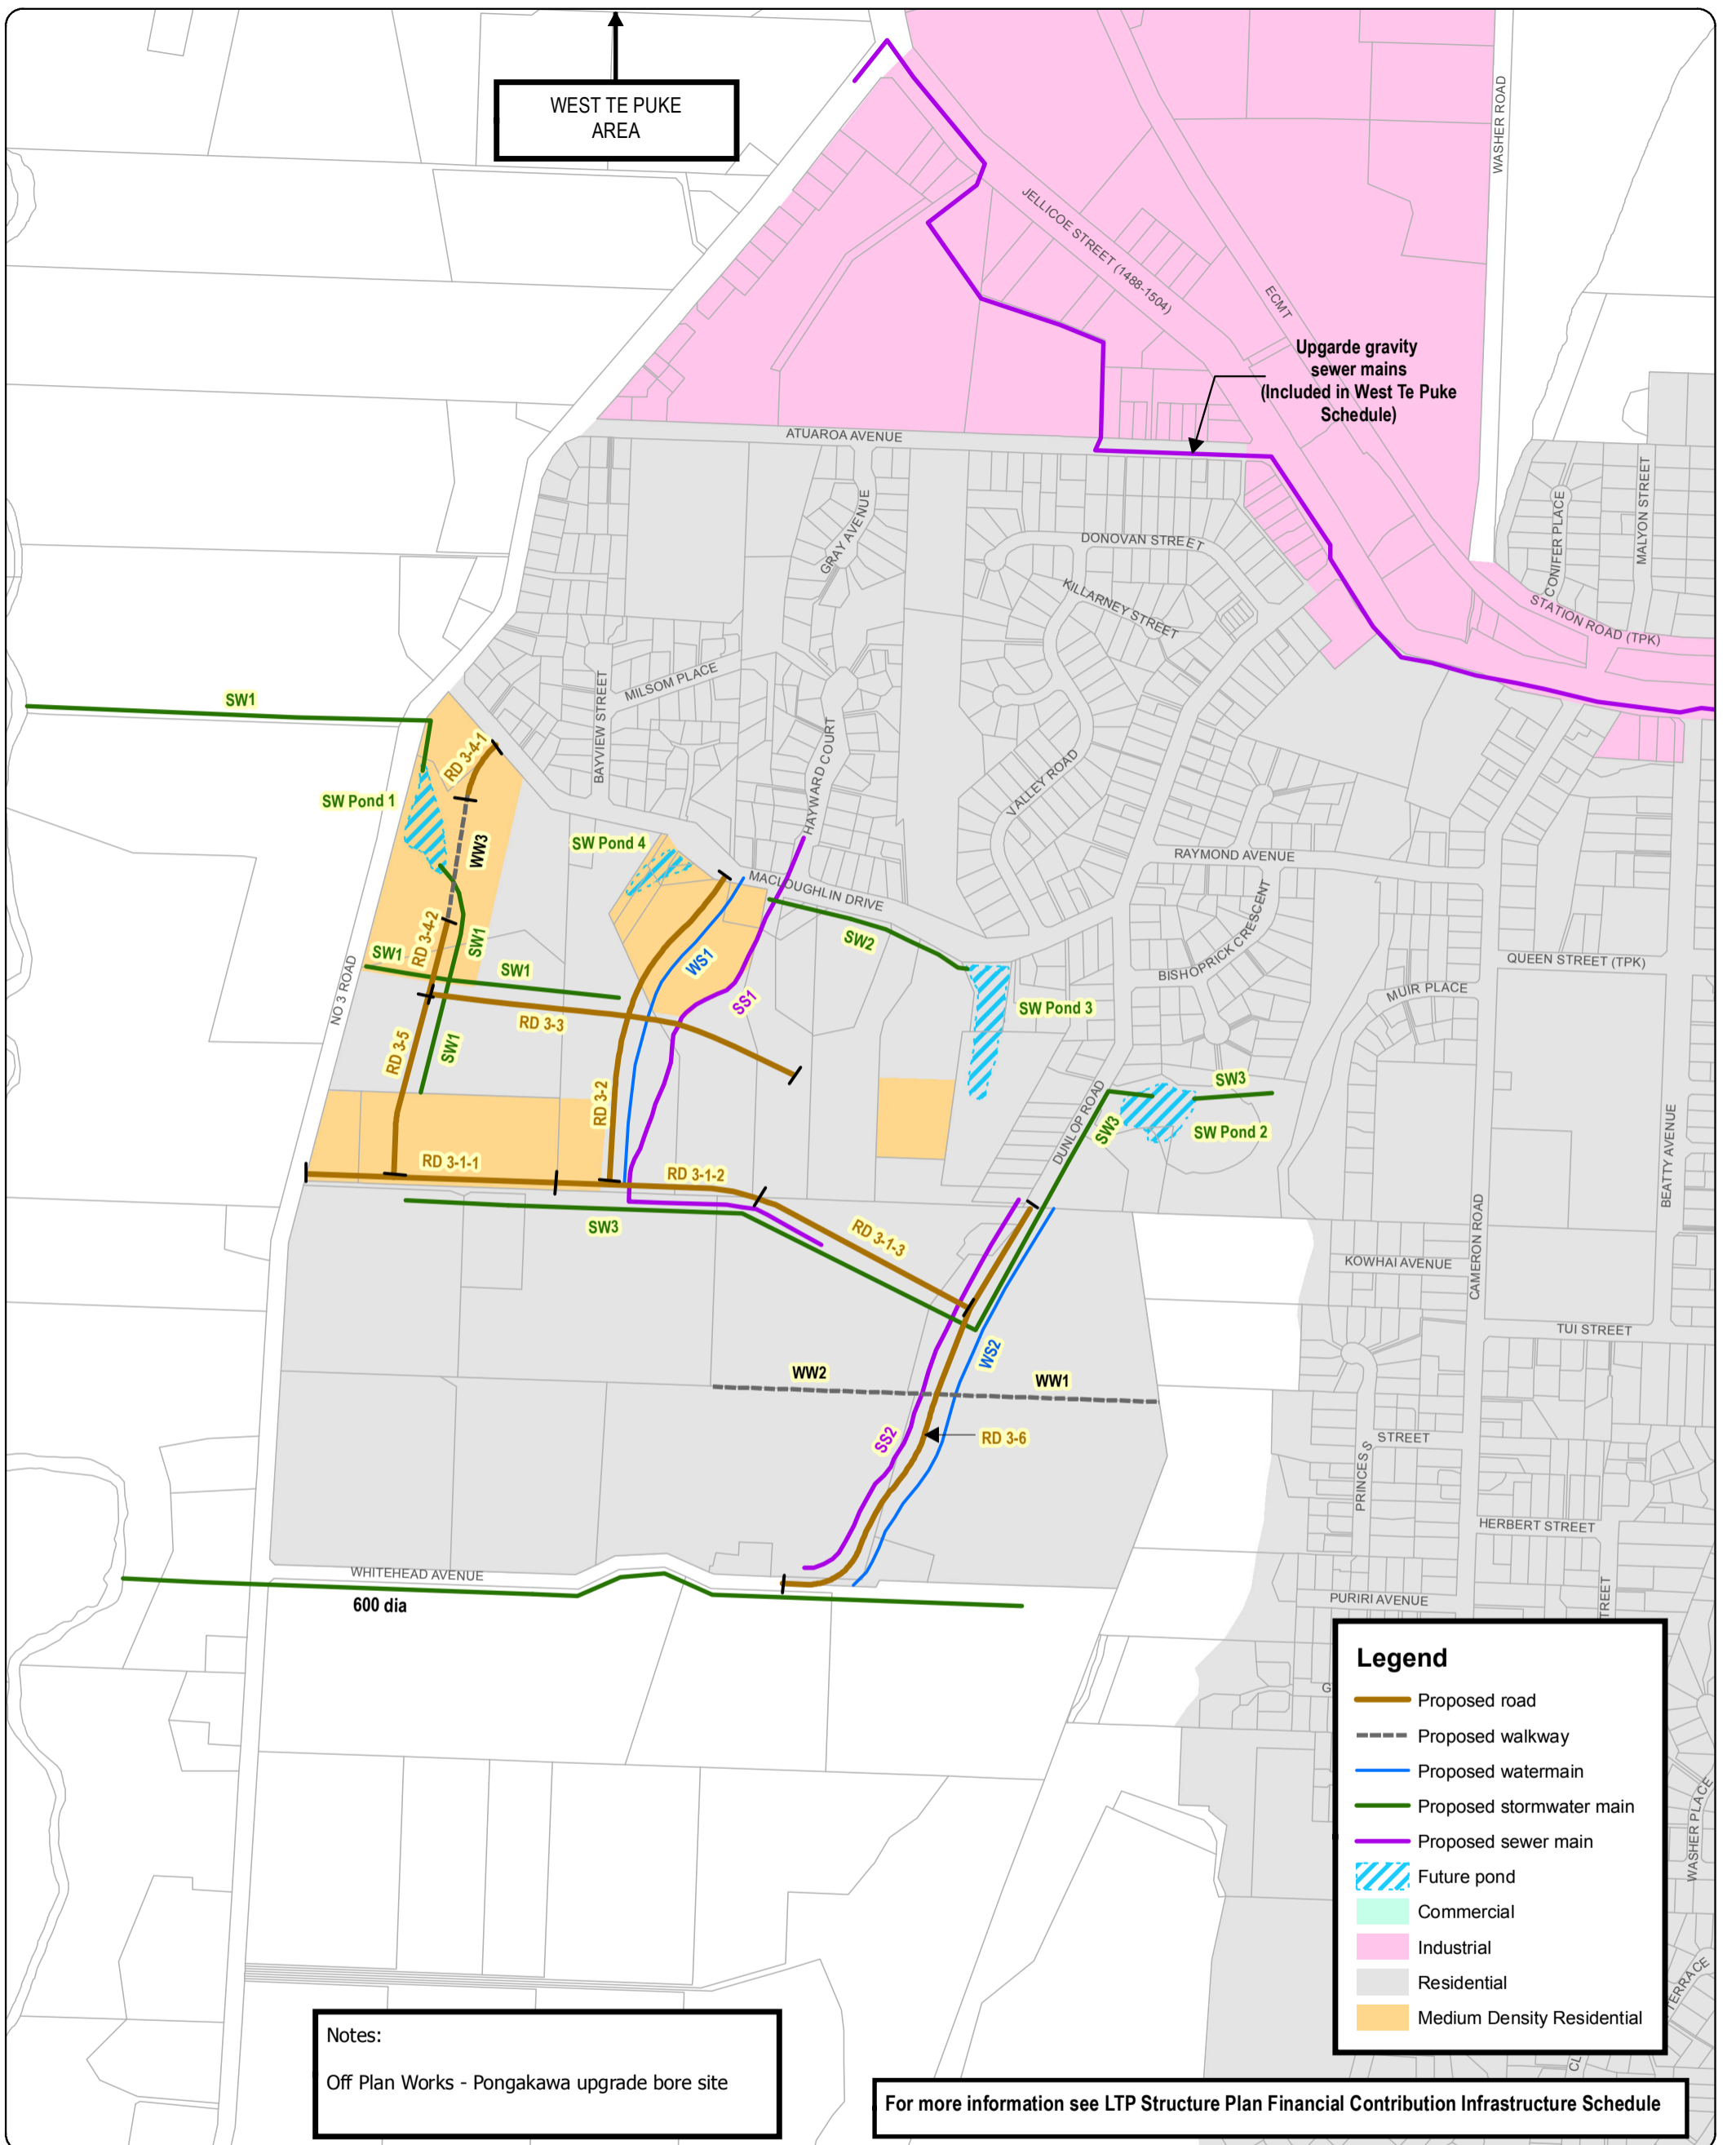 WEST TE PUKE
AREA
WASHER ROAD
JELLICOE STREET (1488-1504)
ECMT
Upgarde gravity
sewer mains
(Included in West Te Puke
Schedule)
ATUAROA AVENUE
GRAY AVENUE
DONOVAN STREET
KILLARNEY STREET
CONIFER PLACE
MALYON STREET
STATION ROAD (TPK)
SW1
MILSOM PLACE
BAYVIEW STREET
HAYWARD COURT
VALLEY ROAD
RD 3-4-1
SW Pond 1
WW3
SW Pond 4
MACLOUGHLIN DRIVE
RAYMOND AVENUE
BISHOPRICK CRESCENT
QUEEN STREET (TPK)
MUIR PLACE
RD 3-4-2
SW1
SW1
SW1
WS1
SW2
SS1
SW Pond 3
NO 3 ROAD
RD 3-3
RD 3-5
SW1
RD 3-2
SW3
SW3
SW Pond 2
DUNLOP ROAD
BEATTY AVENUE
RD 3-1-1
RD 3-1-2
SW3
RD 3-1-3
CAMERON ROAD
KOWHAI AVENUE
TUI STREET
WS2
WW2
WW1
SS2
RD 3-6
PRINCESS
STREET
HERBERT STREET
WHITEHEAD AVENUE
600 dia
PURIRI AVENUE
TREET
G
Legend
Proposed road
Proposed walkway
Proposed watermain
Proposed stormwater main
Proposed sewer main
Future pond
Commercial
Industrial
Residential
Medium Density Residential
WASHER PLACE
TERRACE
CL
Notes:
Off Plan Works - Pongakawa upgrade bore site
For more information see LTP Structure Plan Financial Contribution Infrastructure Schedule